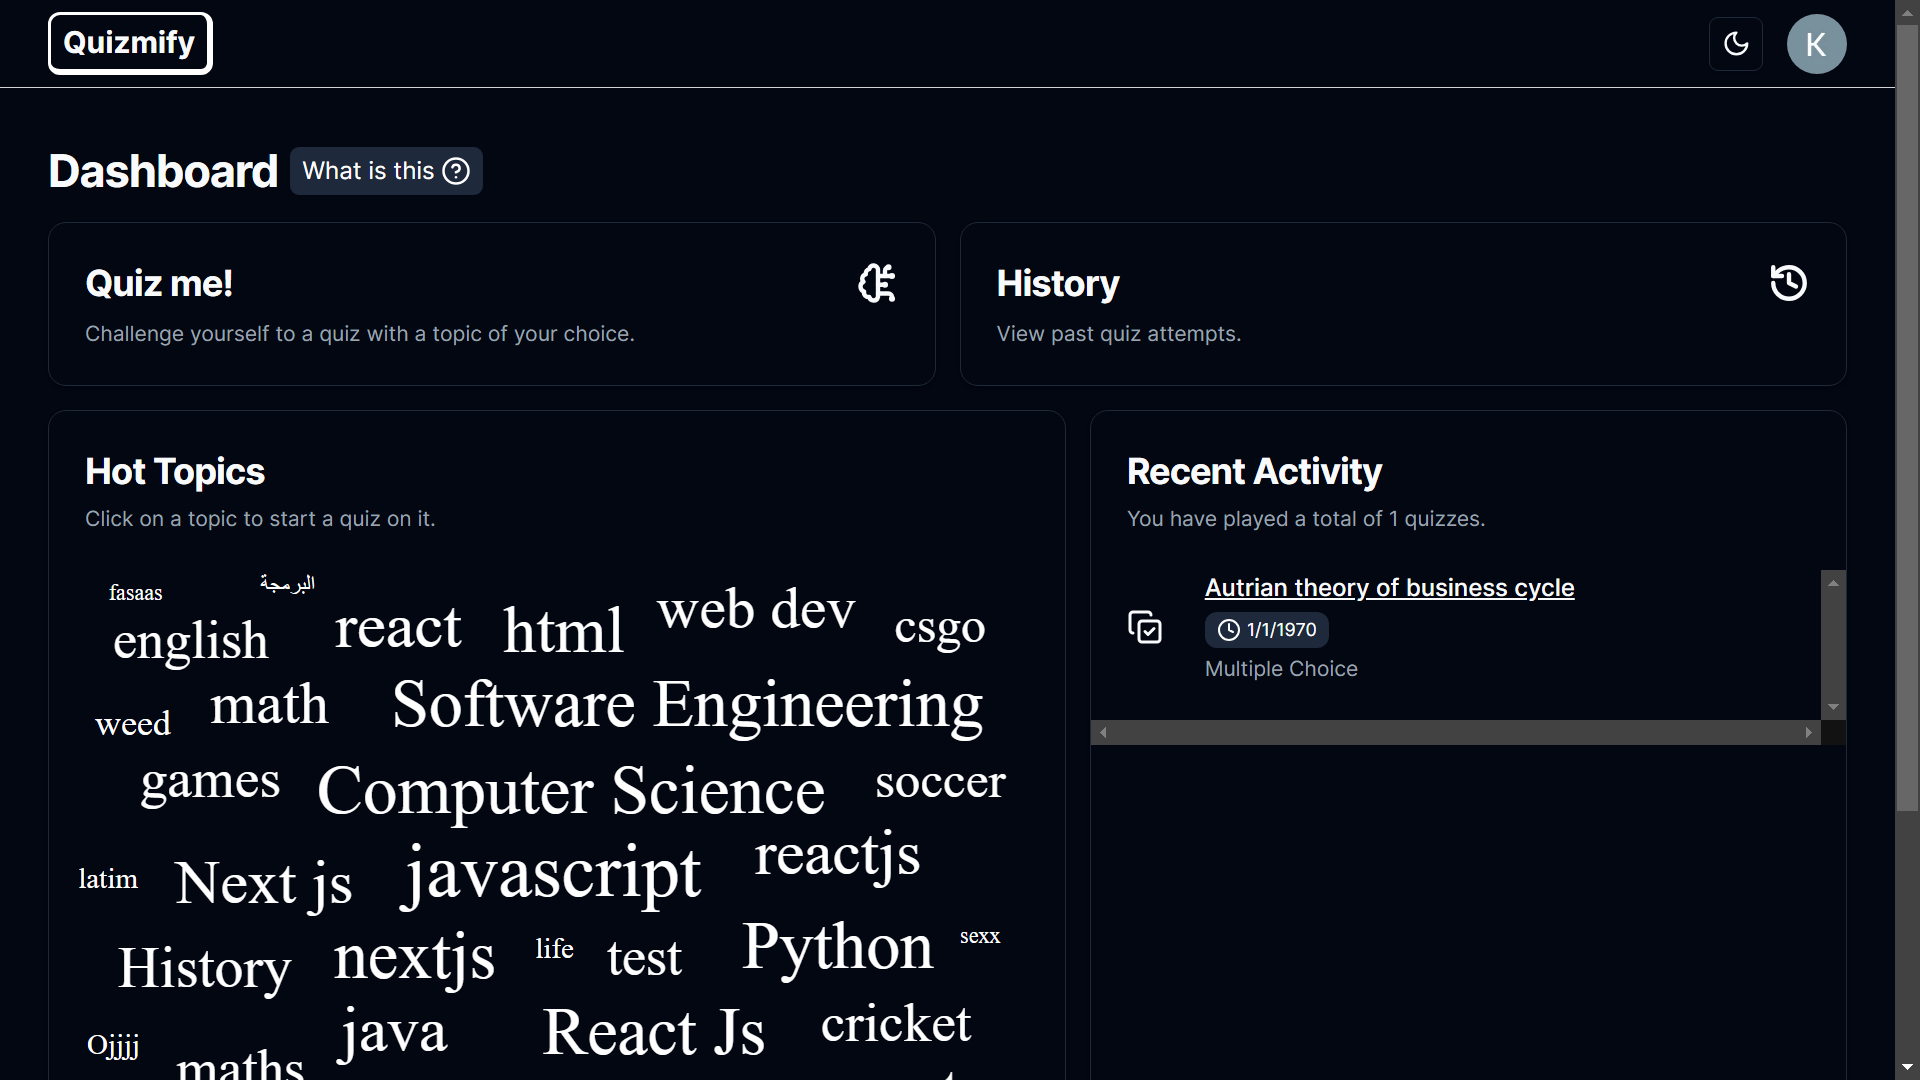 Quizmify
K
Dashboard
What is this
Quiz me!
Challenge yourself to a quiz with a topic of your choice.
History
View past quiz attempts.
Hot Topics
Click on a topic to start a quiz on it.
Recent Activity
You have played a total of 1 quizzes.
Autrian theory of business cycle
1/1/1970
Multiple Choice
fasaas
البرمجة
english
react
html
web dev
csgo
weed
math
Software Engineering
games
Computer Science
soccer
latim
Next js
javascript
reactjs
History
nextjs
life
test
Python
sexx
Ojjjj
maths
java
React Js
cricket